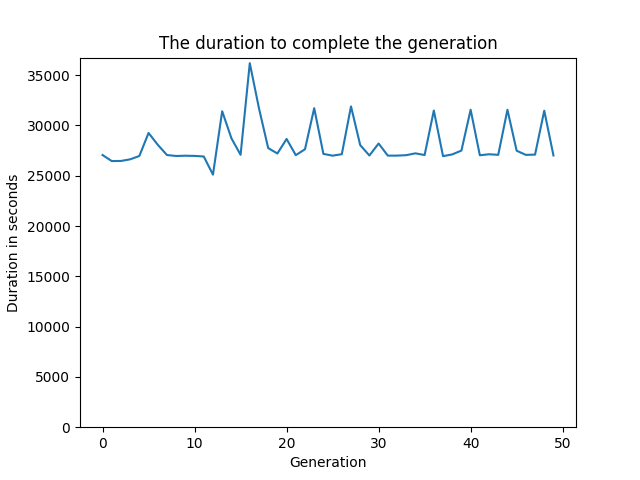 The duration to complete the generation
35000
30000
25000
20000
15000
10000
5000
0
Duration in seconds
0 10 20 30 40 50
Generation